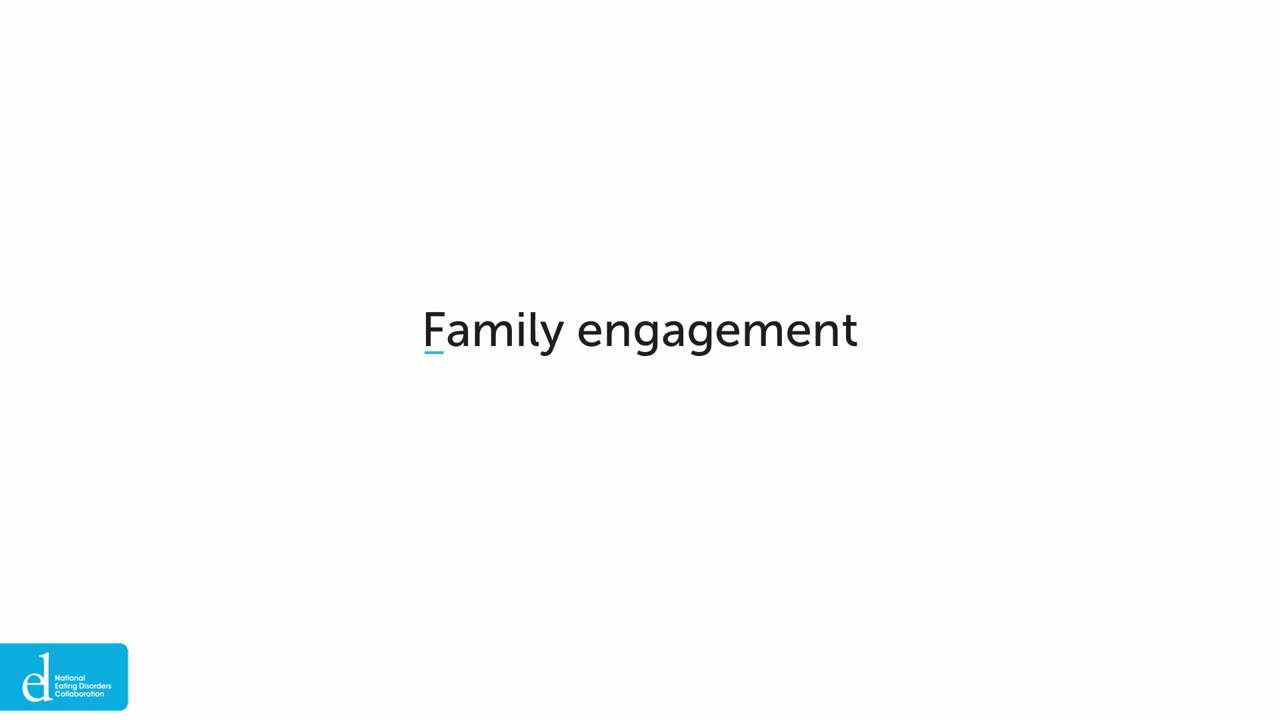 Family engagement
National
Eating Disorders
Collaboration